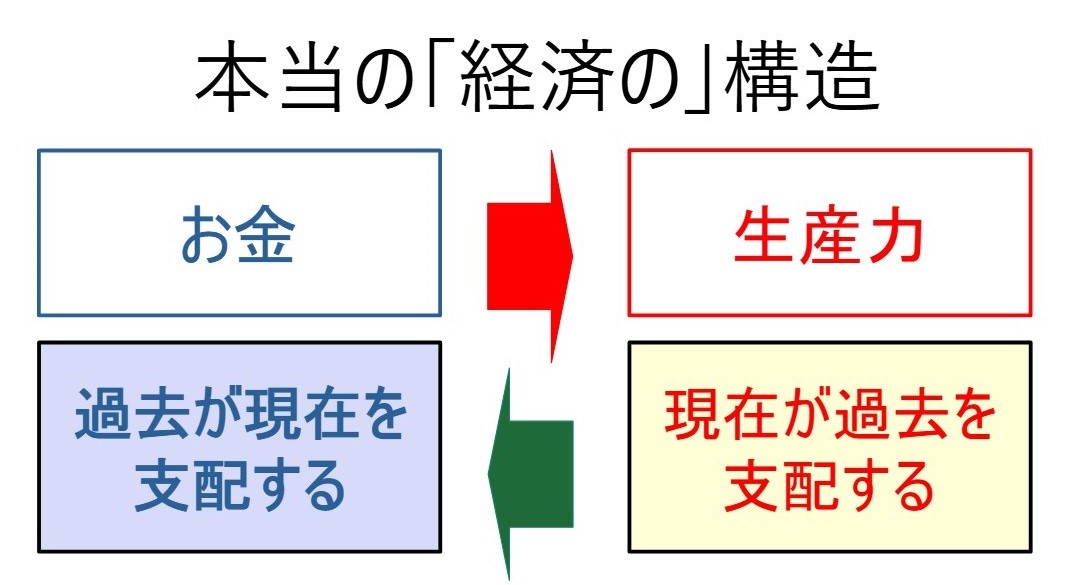 本当の「経済の」構造
お金
生産力
過去が現在を
支配する
現在が過去を
支配する